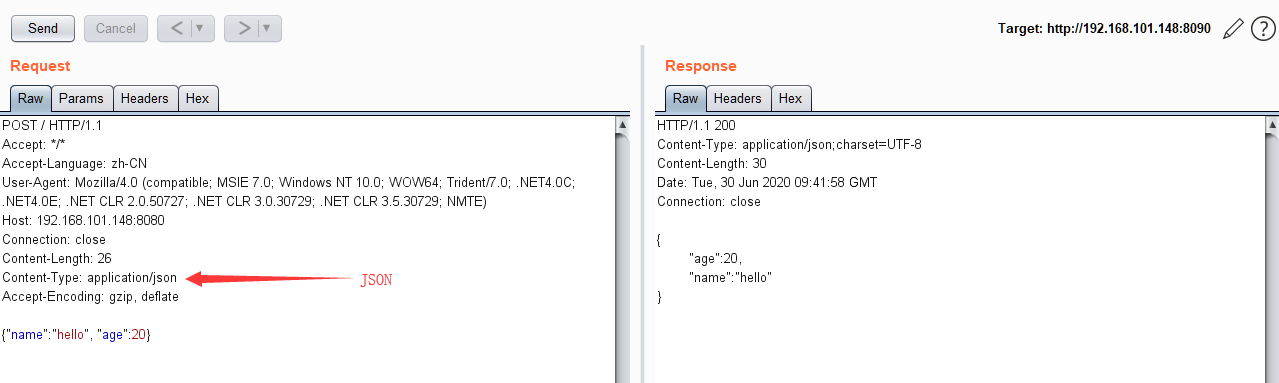 Send
Cancel
<
>
Target: http://192.168.101.148:8090
?
Request
Response
Raw
Params
Headers
Hex
Raw
Headers
Hex
POST / HTTP/1.1
Accept: */*
Accept-Language: zh-CN
User-Agent: Mozilla/4.0 (compatible; MSIE 7.0; Windows NT 10.0; WOW64; Trident/7.0; .NET4.0C;
.NET4.0E; .NET CLR 2.0.50727; .NET CLR 3.0.30729; .NET CLR 3.5.30729; NMTE)
Host: 192.168.101.148:8080
Connection: close
Content-Length: 26
Content-Type: application/json
JSON
Accept-Encoding: gzip, deflate
{"name":"hello", "age":20}
HTTP/1.1 200
Content-Type: application/json;charset=UTF-8
Content-Length: 30
Date: Tue, 30 Jun 2020 09:41:58 GMT
Connection: close
{
"age":20,
"name":"hello"
}